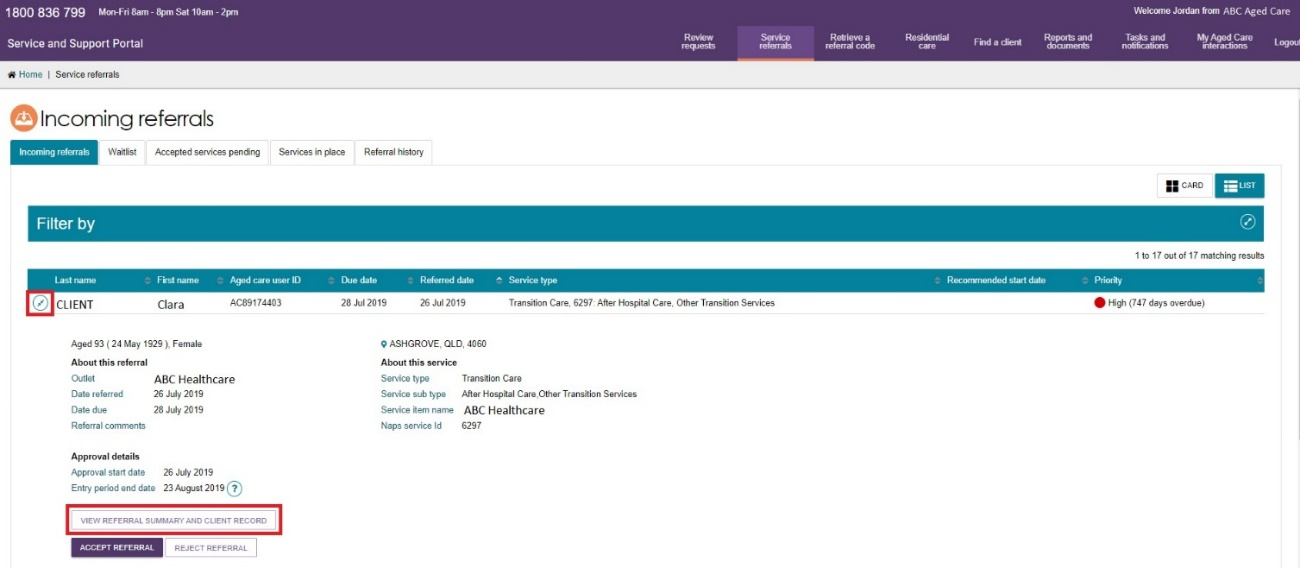 1800 836 799 Mon-Fri 8am - 8pm Sat 10am - 2pm Welcome Jordan from ABC Aged Care
Service and Support Portal
Review requests
Service referrals
Retrieve a referral code
Residential care
Find a client
Reports and documents
Tasks and notifications
My Aged Care interactions
Logout
Home | Service referrals
Incoming referrals
Incoming referrals Waitlist Accepted services pending Services in place Referral history
CARD LIST
Filter by
1 to 17 out of 17 matching results
Last name First name Aged care user ID Due date Referred date Service type Recommended start date Priority
CLIENT Clara AC89174403 28 Jul 2019 26 Jul 2019 Transition Care, 6297: After Hospital Care, Other Transition Services High (747 days overdue)
Aged 93 ( 24 May 1929 ), Female
About this referral
Outlet ABC Healthcare
Date referred 26 July 2019
Date due 28 July 2019
Referral comments
ASHGROVE, QLD, 4060
About this service
Service type Transition Care
Service sub type After Hospital Care,Other Transition Services
Service item name ABC Healthcare
Naps service Id 6297
Approval details
Approval start date 26 July 2019
Entry period end date 23 August 2019 ?
VIEW REFERRAL SUMMARY AND CLIENT RECORD
ACCEPT REFERRAL REJECT REFERRAL